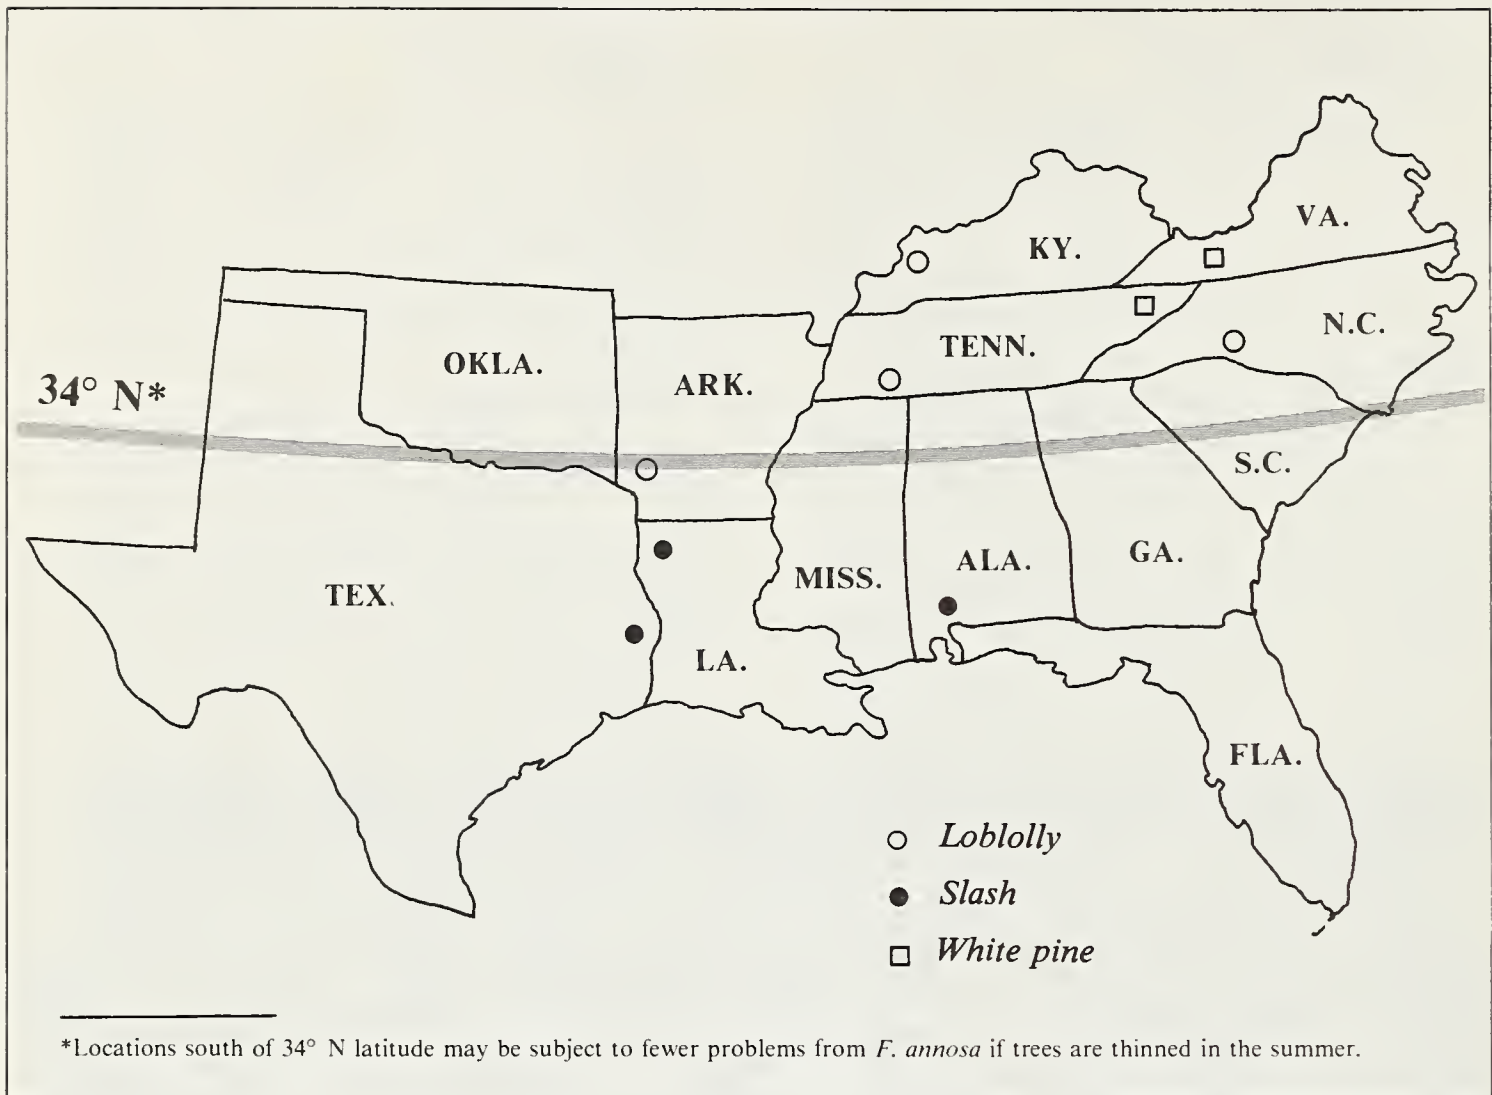 VA.
KY.
N.C.
TENN.
OKLA.
ARK.
34° N*
S.C.
GA.
ALA.
MISS.
TEX.
LA.
FLA.
Loblolly
Slash
White pine
*Locations south of 34° N latitude may be subject to fewer problems from F. annosa if trees are thinned in the summer.